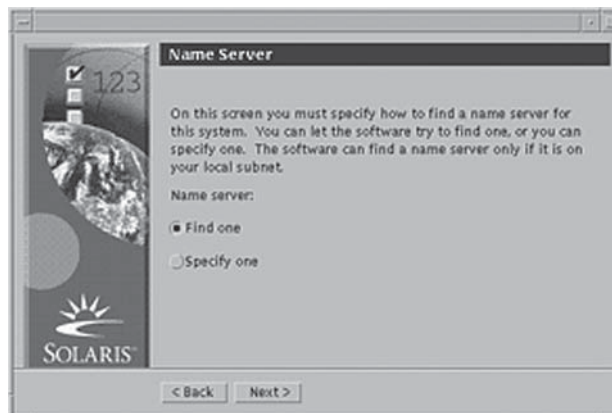 Name Server
123
On this screen you must specify how to find a name server for
this system. You can let the software try to find one, or you can
specify one. The software can find a name server only if it is on
your local subnet.
Name server:
Find one
Specify one
SOLARIS™
< Back
Next >